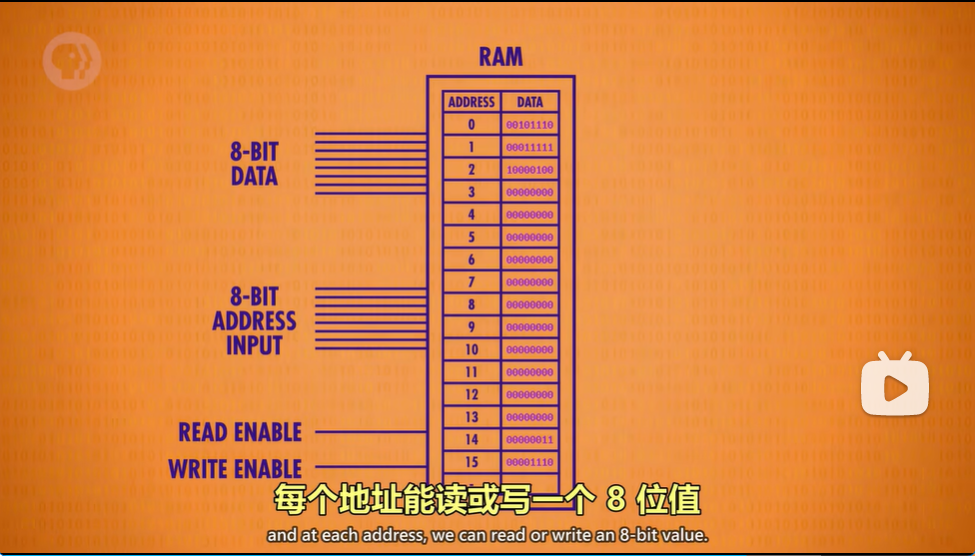 RAM
ADDRESS DATA
0 00101110
1 00011111
2 10000100
3 00000000
4 00000000
5 00000000
6 00000000
7 00000000
8 00000000
9 00000000
10 00000000
11 00000000
12 00000000
13 00000000
14 00000011
15 00001110
8-BIT
DATA
8-BIT
ADDRESS
INPUT
READ ENABLE
WRITE ENABLE
每个地址能读或写一个 8 位值
and at each address, we can read or write an 8-bit value.